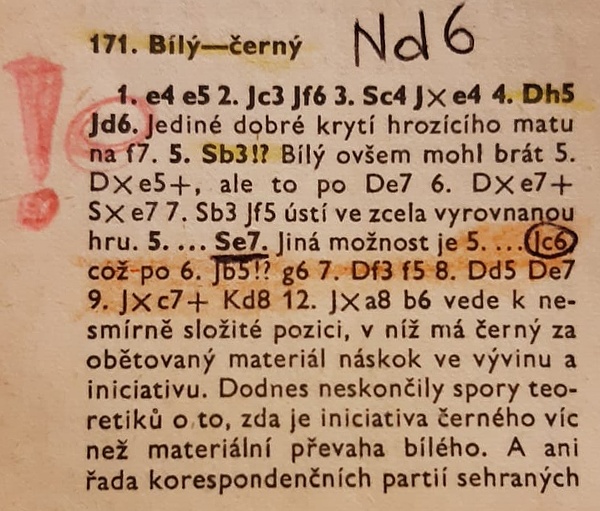 171. Bílý—černý Nd6
1. e4 e5 2. Jc3 Jf6 3. Sc4 J×e4 4. Dh5
Jd6. Jediné dobré krytí hrozícího matu
na f7. 5. Sb3!? Bílý ovšem mohl brát 5.
D×e5+, ale to po De7 6. D×e7+
S×e7 7. Sb3 Jf5 ústí ve zcela vyrovnanou
hru. 5. ... Se7. Jiná možnost je 5. ... Jc6
což po 6. Jb5!? g6 7. Df3 f5 8. Dd5 De7
9. J×c7+ Kd8 12. J×a8 b6 vede k ne-
smírně složité pozici, v níž má černý za
obětovaný materiál náskok ve vývinu a
iniciativu. Dodnes neskončily spory teo-
retiků o to, zda je iniciativa černého víc
než materiální převaha bílého. A ani
řada korespondenčních partií sehraných